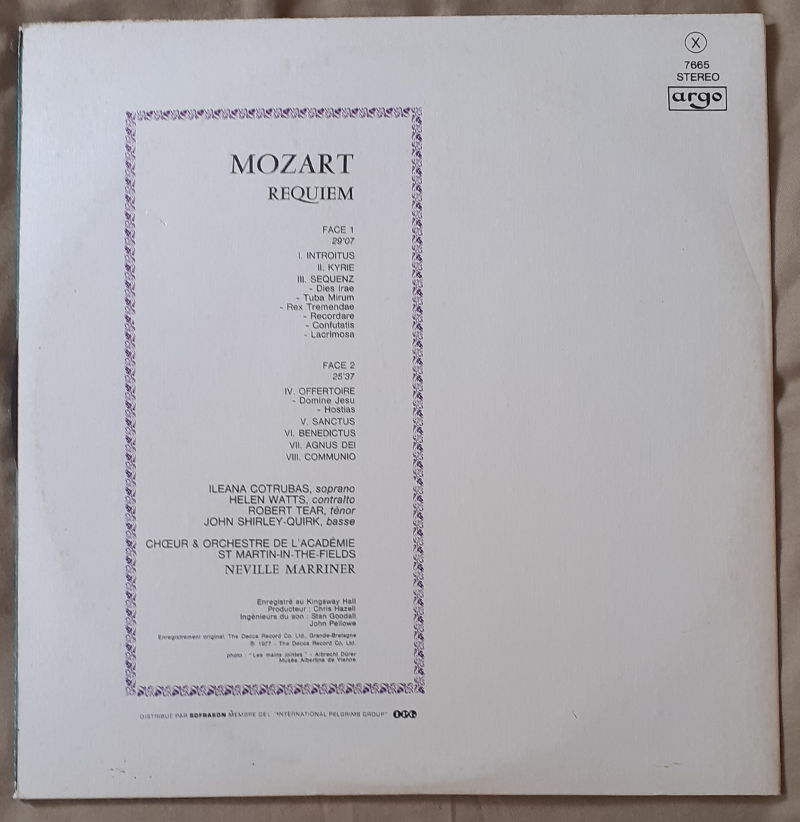 X
7665
STEREO
argo
MOZART
REQUIEM
FACE 1
29'07
I. INTROITUS
II. KYRIE
III. SEQUENZ
- Dies Irae
- Tuba Mirum
- Rex Tremendae
- Recordare
- Confutatis
- Lacrimosa
FACE 2
25'37
IV. OFFERTOIRE
- Domine Jesu
- Hostias
V. SANCTUS
VI. BENEDICTUS
VII. AGNUS DEI
VIII. COMMUNIO
ILEANA COTRUBAS, soprano
HELEN WATTS, contralto
ROBERT TEAR, ténor
JOHN SHIRLEY-QUIRK, basse
CHŒUR & ORCHESTRE DE L'ACADÉMIE
ST MARTIN-IN-THE-FIELDS
NEVILLE MARRINER
Enregistré au Kingsway Hall
Producteur : Chris Hazell
Ingénieurs du son : Stan Goodall
John Pellowe
Enregistrement original, The Decca Record Co. Ltd., Grande-Bretagne
℗ 1977 - The Decca Record Co. Ltd.
photo : "Les mains jointes" - Albrecht Dürer
Musée Albertina de Vienne
DISTRIBUÉ PAR SOFRASON MEMBRE DE L'"INTERNATIONAL PELGRIMS GROUP" IPG